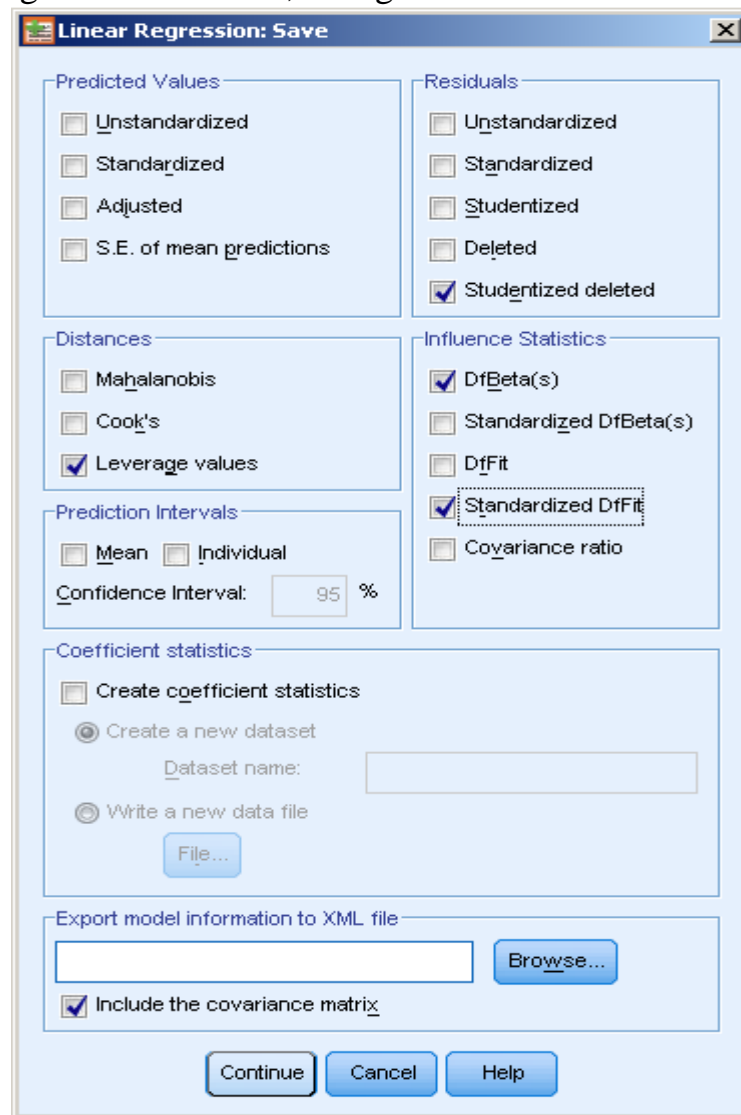 Linear Regression: Save
Predicted Values
Unstandardized
Standardized
Adjusted
S.E. of mean predictions
Residuals
Unstandardized
Standardized
Studentized
Deleted
Studentized deleted
Distances
Mahalanobis
Cook's
Leverage values
Influence Statistics
DfBeta(s)
Standardized DfBeta(s)
DfFit
Standardized DfFit
Covariance ratio
Prediction Intervals
Mean Individual
Confidence Interval: 95 %
Coefficient statistics
Create coefficient statistics
Create a new dataset
Dataset name:
Write a new data file
File...
Export model information to XML file
Browse...
Include the covariance matrix
Continue Cancel Help